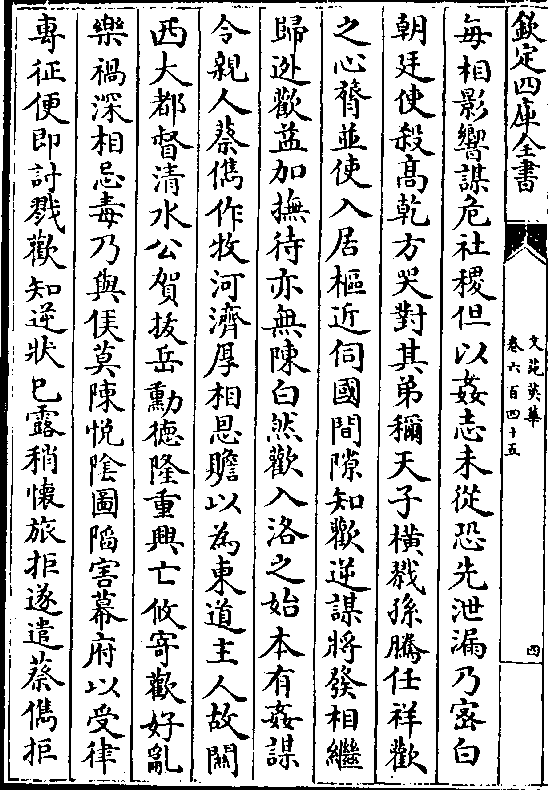 欽定四庫全書
文苑英華
卷六百四十五
四
每相影響謀危社稷但以姦志未從恐先泄漏乃密白
朝廷使殺高乾方哭對其弟稱天子橫戮孫騰任祥歡
之心膂並使入居樞近伺國間隙知歡逆謀將發相繼
歸逃歡益加撫待亦無陳白然歡入洛之始本有姦謀
令親人蔡儁作牧河濟厚相恩贍以為東道主人故關
西大都督清水公賀拔岳勳德隆重興亡攸寄歡好亂
樂禍深相忌毒乃與侯莫陳悅陰圖陷害幕府以受律
專征便即討戮歡知逆狀已露稍懷旅拒遂遣蔡儁拒